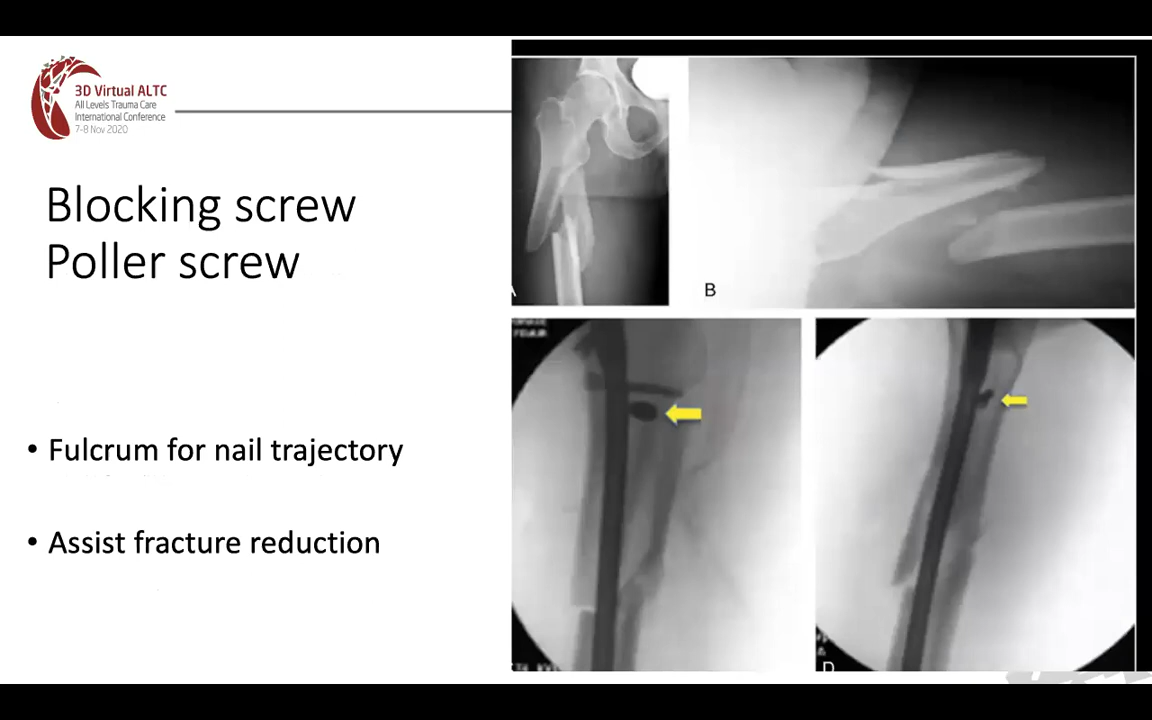 3D Virtual ALTC
All Levels Trauma Care
International Conference
7-8 Nov 2020
Blocking screw
Poller screw
• Fulcrum for nail trajectory
• Assist fracture reduction
A
B
D